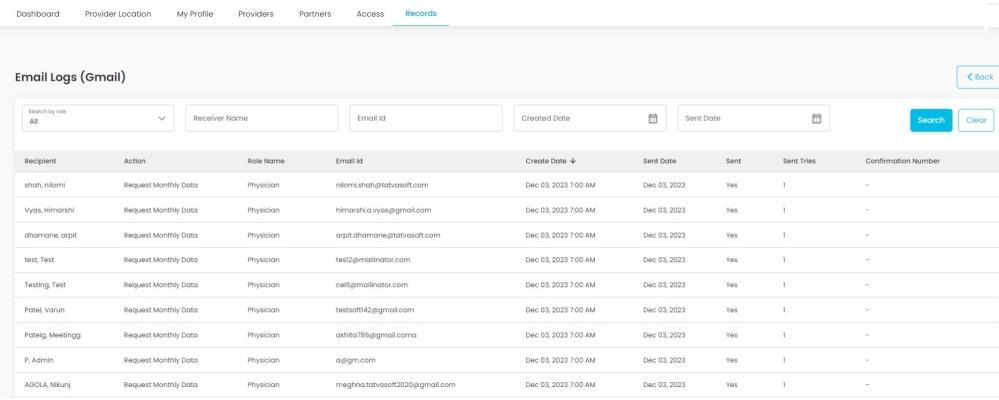 Dashboard Provider Location My Profile Providers Partners Access Records
Email Logs (Gmail)
Back
Search by role
All
Receiver Name
Email Id
Created Date
Sent Date
Search
Clear
Recipient Action Role Name Email Id Create Date ↓ Sent Date Sent Sent Tries Confirmation Number
shah, nilomi Request Monthly Data Physician nilomi.shah@tatvasoft.com Dec 03, 2023 7:00 AM Dec 03, 2023 Yes 1 -
Vyas, Himarshi Request Monthly Data Physician himarshi.a.vyas@gmail.com Dec 03, 2023 7:00 AM Dec 03, 2023 Yes 1 -
dhamane, arpit Request Monthly Data Physician arpit.dhamane@tatvasoft.com Dec 03, 2023 7:00 AM Dec 03, 2023 Yes 1 -
test, Test Request Monthly Data Physician tes12@mailinator.com Dec 03, 2023 7:00 AM Dec 03, 2023 Yes 1 -
Testing, Test Request Monthly Data Physician cell1@mailinator.com Dec 03, 2023 7:00 AM Dec 03, 2023 Yes 1 -
Patel, Varun Request Monthly Data Physician testsoft142@gmail.com Dec 03, 2023 7:00 AM Dec 03, 2023 Yes 1 -
Patelg, Meetingg Request Monthly Data Physician akhita786@gmail.coma Dec 03, 2023 7:00 AM Dec 03, 2023 Yes 1 -
P, Admin Request Monthly Data Physician a@gm.com Dec 03, 2023 7:00 AM Dec 03, 2023 Yes 1 -
AGOLA, Nikunj Request Monthly Data Physician meghna.tatvasoft2020@gmail.com Dec 03, 2023 7:00 AM Dec 03, 2023 Yes 1 -